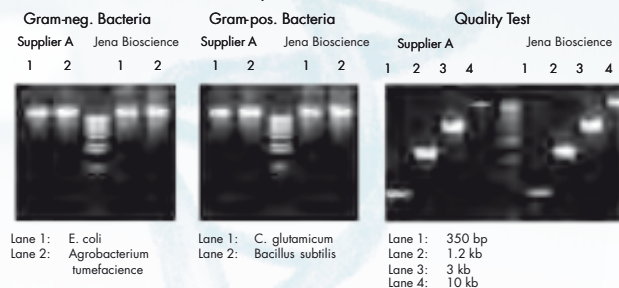 Gram-neg. Bacteria
Supplier A Jena Bioscience
1 2 1 2
Lane 1: E. coli
Lane 2: Agrobacterium
tumefacience
Gram-pos. Bacteria
Supplier A Jena Bioscience
1 2 1 2
Lane 1: C. glutamicum
Lane 2: Bacillus subtilis
Quality Test
Supplier A Jena Bioscience
1 2 3 4 1 2 3 4
Lane 1: 350 bp
Lane 2: 1.2 kb
Lane 3: 3 kb
Lane 4: 10 kb